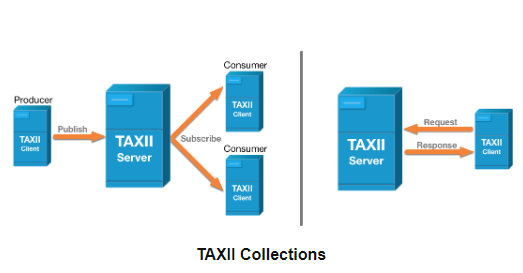 Producer
TAXII
Client
Publish
TAXII
Server
Subscribe
Consumer
TAXII
Client
Consumer
TAXII
Client
TAXII
Server
Request
Response
TAXII
Client
TAXII Collections